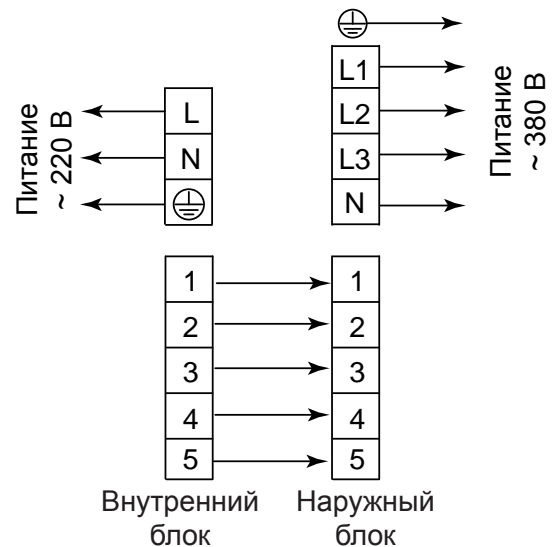 Питание
~ 220 В
L
N
L1
L2
L3
N
Питание
~ 380 В
1
2
3
4
5
1
2
3
4
5
Внутренний
блок
Наружный
блок